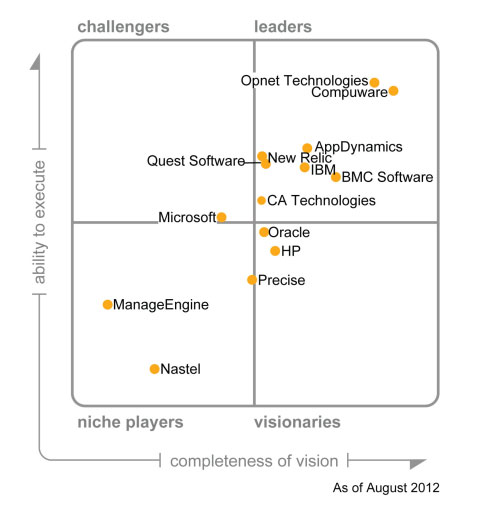 challengers
leaders
Opnet Technologies
Compuware
AppDynamics
New Relic
Quest Software
IBM
BMC Software
CA Technologies
Microsoft
Oracle
HP
Precise
ManageEngine
Nastel
ability to execute
niche players
visionaries
completeness of vision
As of August 2012